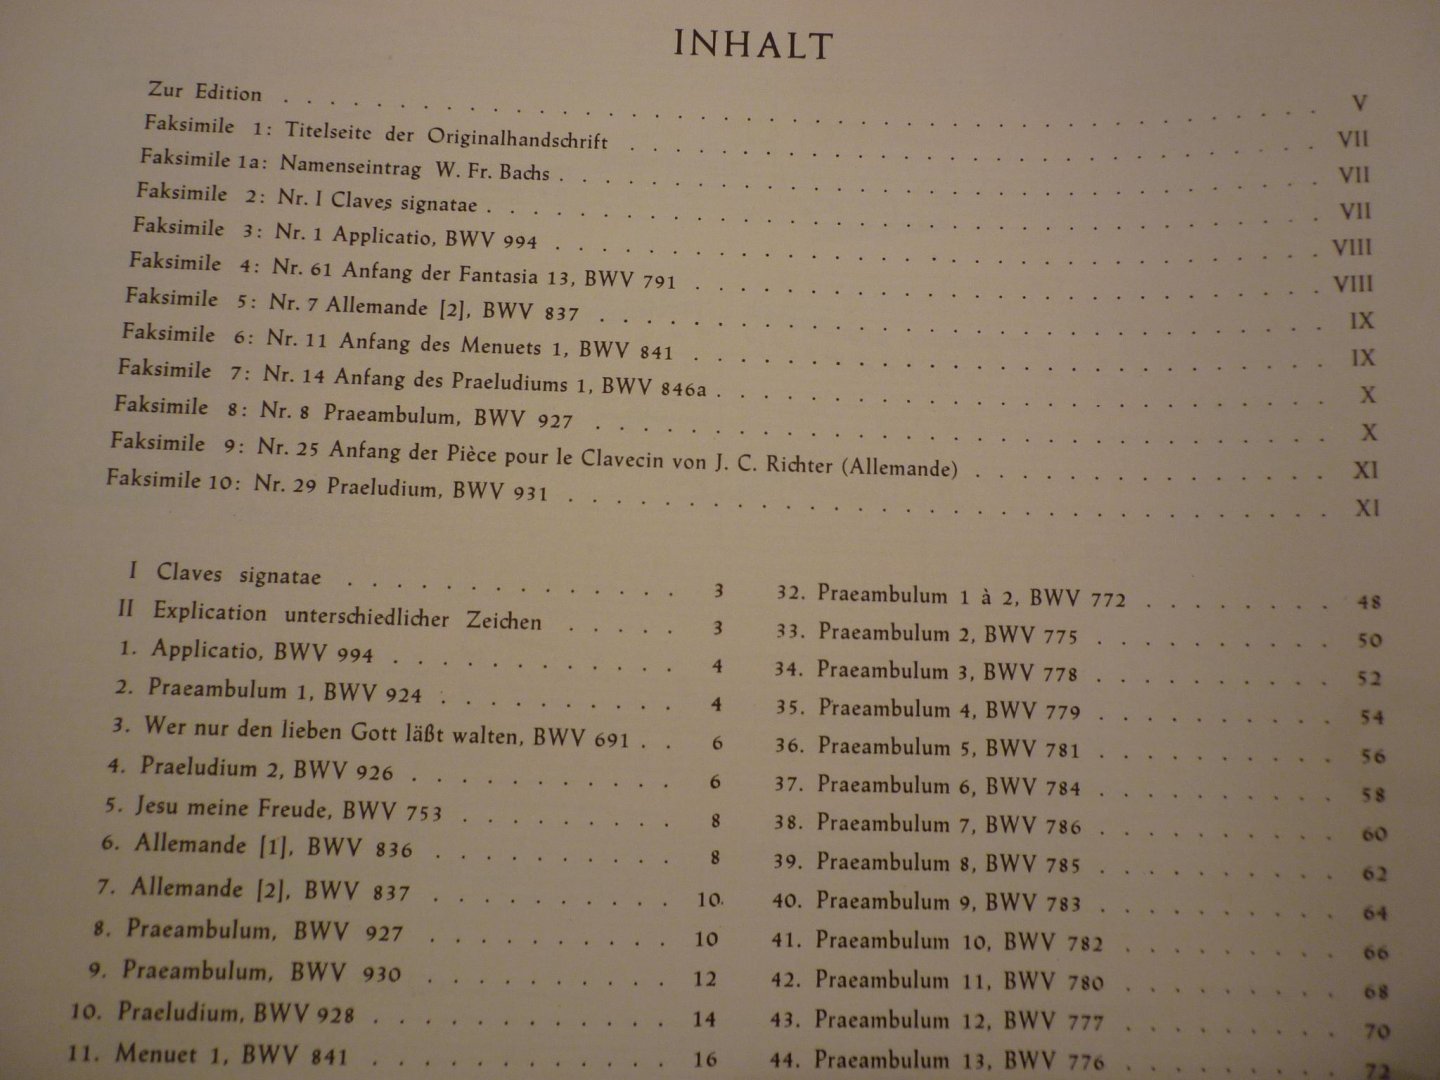 INHALT
Zur Edition . . . . . . . . . . V
Faksimile 1: Titelseite der Originalhandschrift . . . . . . . . . . VII
Faksimile 1a: Namenseintrag W. Fr. Bachs . . . . . . . . . . VII
Faksimile 2: Nr. I Claves signatae . . . . . . . . . . VII
Faksimile 3: Nr. 1 Applicatio, BWV 994 . . . . . . . . . . VIII
Faksimile 4: Nr. 61 Anfang der Fantasia 13, BWV 791 . . . . . . . . . . VIII
Faksimile 5: Nr. 7 Allemande [2], BWV 837 . . . . . . . . . . IX
Faksimile 6: Nr. 11 Anfang des Menuets 1, BWV 841 . . . . . . . . . . IX
Faksimile 7: Nr. 14 Anfang des Praeludiums 1, BWV 846a . . . . . . . . . . X
Faksimile 8: Nr. 8 Praeambulum, BWV 927 . . . . . . . . . . X
Faksimile 9: Nr. 25 Anfang der Pièce pour le Clavecin von J. C. Richter (Allemande) . . . . . . . . . . XI
Faksimile 10: Nr. 29 Praeludium, BWV 931 . . . . . . . . . . XI
I Claves signatae . . . . . . . . . . 3
II Explication unterschiedlicher Zeichen . . . . . 3
1. Applicatio, BWV 994 . . . . . . . . . . 4
2. Praeambulum 1, BWV 924 . . . . . . . . . . 4
3. Wer nur den lieben Gott läßt walten, BWV 691 . . 6
4. Praeludium 2, BWV 926 . . . . . . . . . . 6
5. Jesu meine Freude, BWV 753 . . . . . . . . . 8
6. Allemande [1], BWV 836 . . . . . . . . . . 8
7. Allemande [2], BWV 837 . . . . . . . . . . 10
8. Praeambulum, BWV 927 . . . . . . . . . . 10
9. Praeambulum, BWV 930 . . . . . . . . . . 12
10. Praeludium, BWV 928 . . . . . . . . . . 14
11. Menuet 1, BWV 841 . . . . . . . . . . 16
32. Praeambulum 1 à 2, BWV 772 . . . . . . . . 48
33. Praeambulum 2, BWV 775 . . . . . . . . . . 50
34. Praeambulum 3, BWV 778 . . . . . . . . . . 52
35. Praeambulum 4, BWV 779 . . . . . . . . . . 54
36. Praeambulum 5, BWV 781 . . . . . . . . . . 56
37. Praeambulum 6, BWV 784 . . . . . . . . . . 58
38. Praeambulum 7, BWV 786 . . . . . . . . . . 60
39. Praeambulum 8, BWV 785 . . . . . . . . . . 62
40. Praeambulum 9, BWV 783 . . . . . . . . . . 64
41. Praeambulum 10, BWV 782 . . . . . . . . . 66
42. Praeambulum 11, BWV 780 . . . . . . . . . 68
43. Praeambulum 12, BWV 777 . . . . . . . . . 70
44. Praeambulum 13, BWV 776 . . . . . . . . . 72